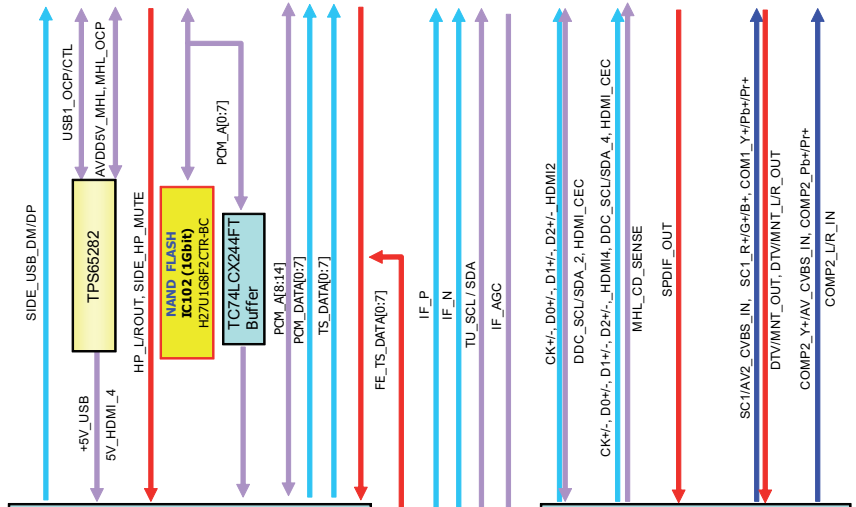 SIDE_USB_DM/DP
USB1_OCP/CTL
AVDD5V_MHL,MHL_OCP
TPS65282
+5V_USB
5V_HDMI_4
HP_L/ROUT, SIDE_HP_MUTE
NAND FLASH
IC102 (1Gbit)
H27U1G8F2CTR-BC
PCM_A[0:7]
TC74LCX244FT
Buffer
PCM_A[8:14]
PCM_DATA[0:7]
TS_DATA[0:7]
FE_TS_DATA[0:7]
IF_P
IF_N
TU_SCL / SDA
IF_AGC
CK+/-, D0+/-, D1+/-, D2+/-_HDMI2
DDC_SCL/SDA_2, HDMI_CEC
CK+/-, D0+/-, D1+/-, D2+/-_HDMI4, DDC_SCL/SDA_4, HDMI_CEC
MHL_CD_SENSE
SPDIF_OUT
SC1/AV2_CVBS_IN, SC1_R+/G+/B+, COM1_Y+/Pb+/Pr+
DTV/MNT_OUT, DTV/MNT_L/R_OUT
COMP2_Y+/AV_CVBS_IN, COMP2_Pb+/Pr+
COMP2_L/R_IN